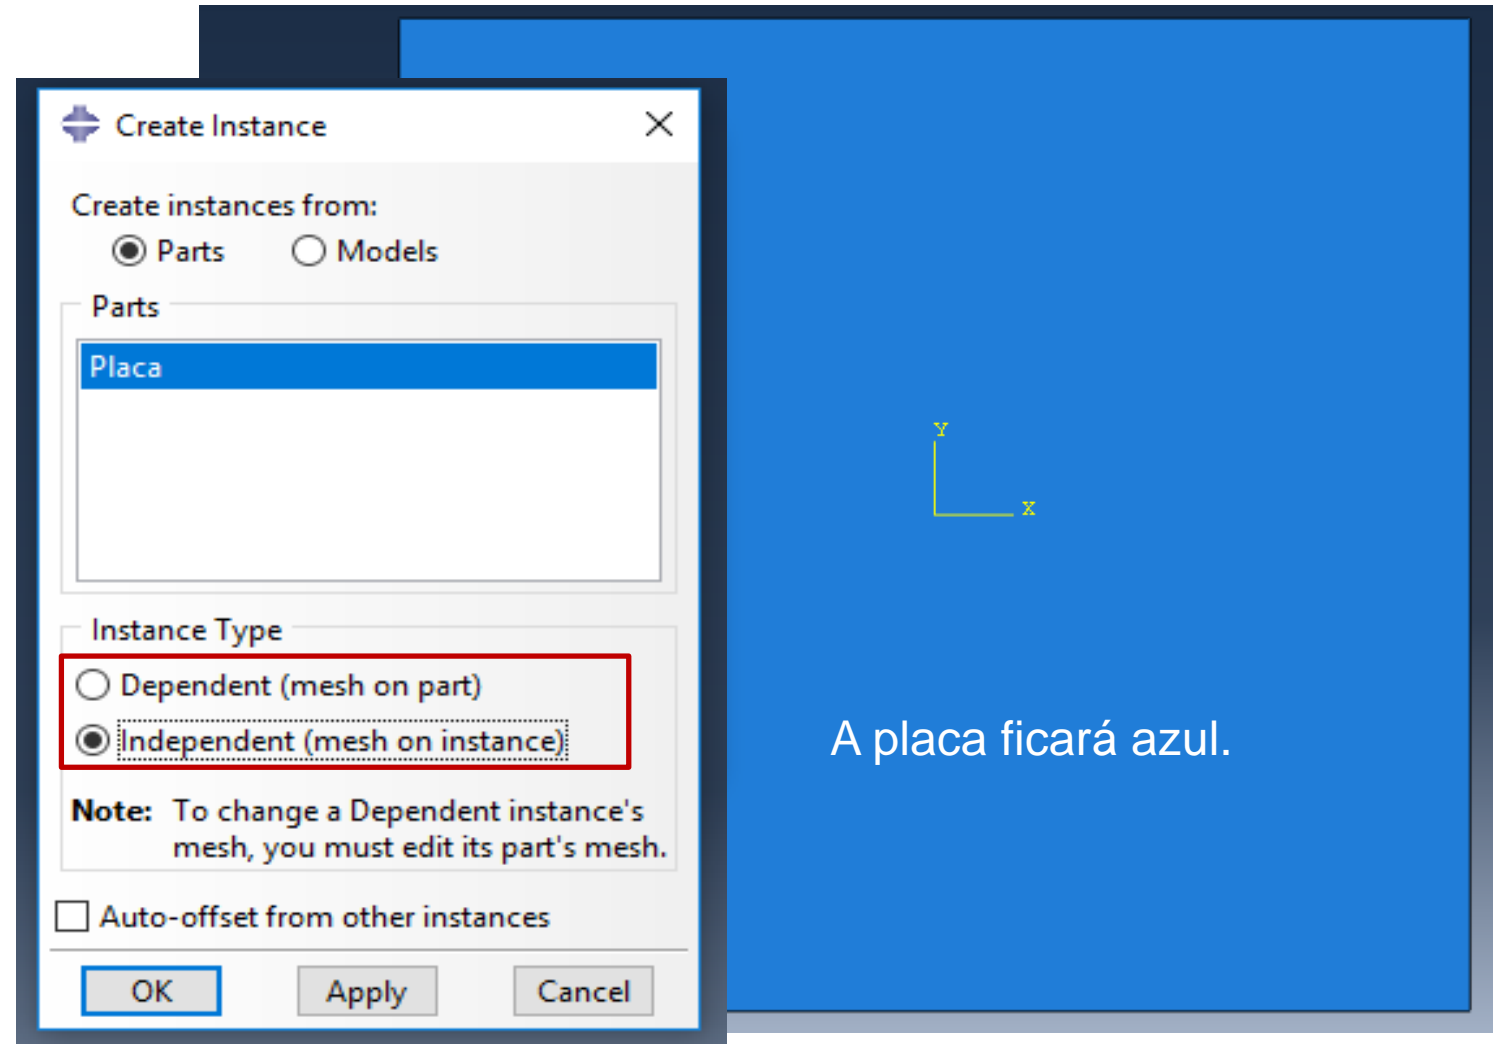 Create Instance
Create instances from:
Parts Models
Parts
Placa
Instance Type
Dependent (mesh on part)
Independent (mesh on instance)
Note: To change a Dependent instance's
mesh, you must edit its part's mesh.
Auto-offset from other instances
OK Apply Cancel
Y
X
A placa ficará azul.